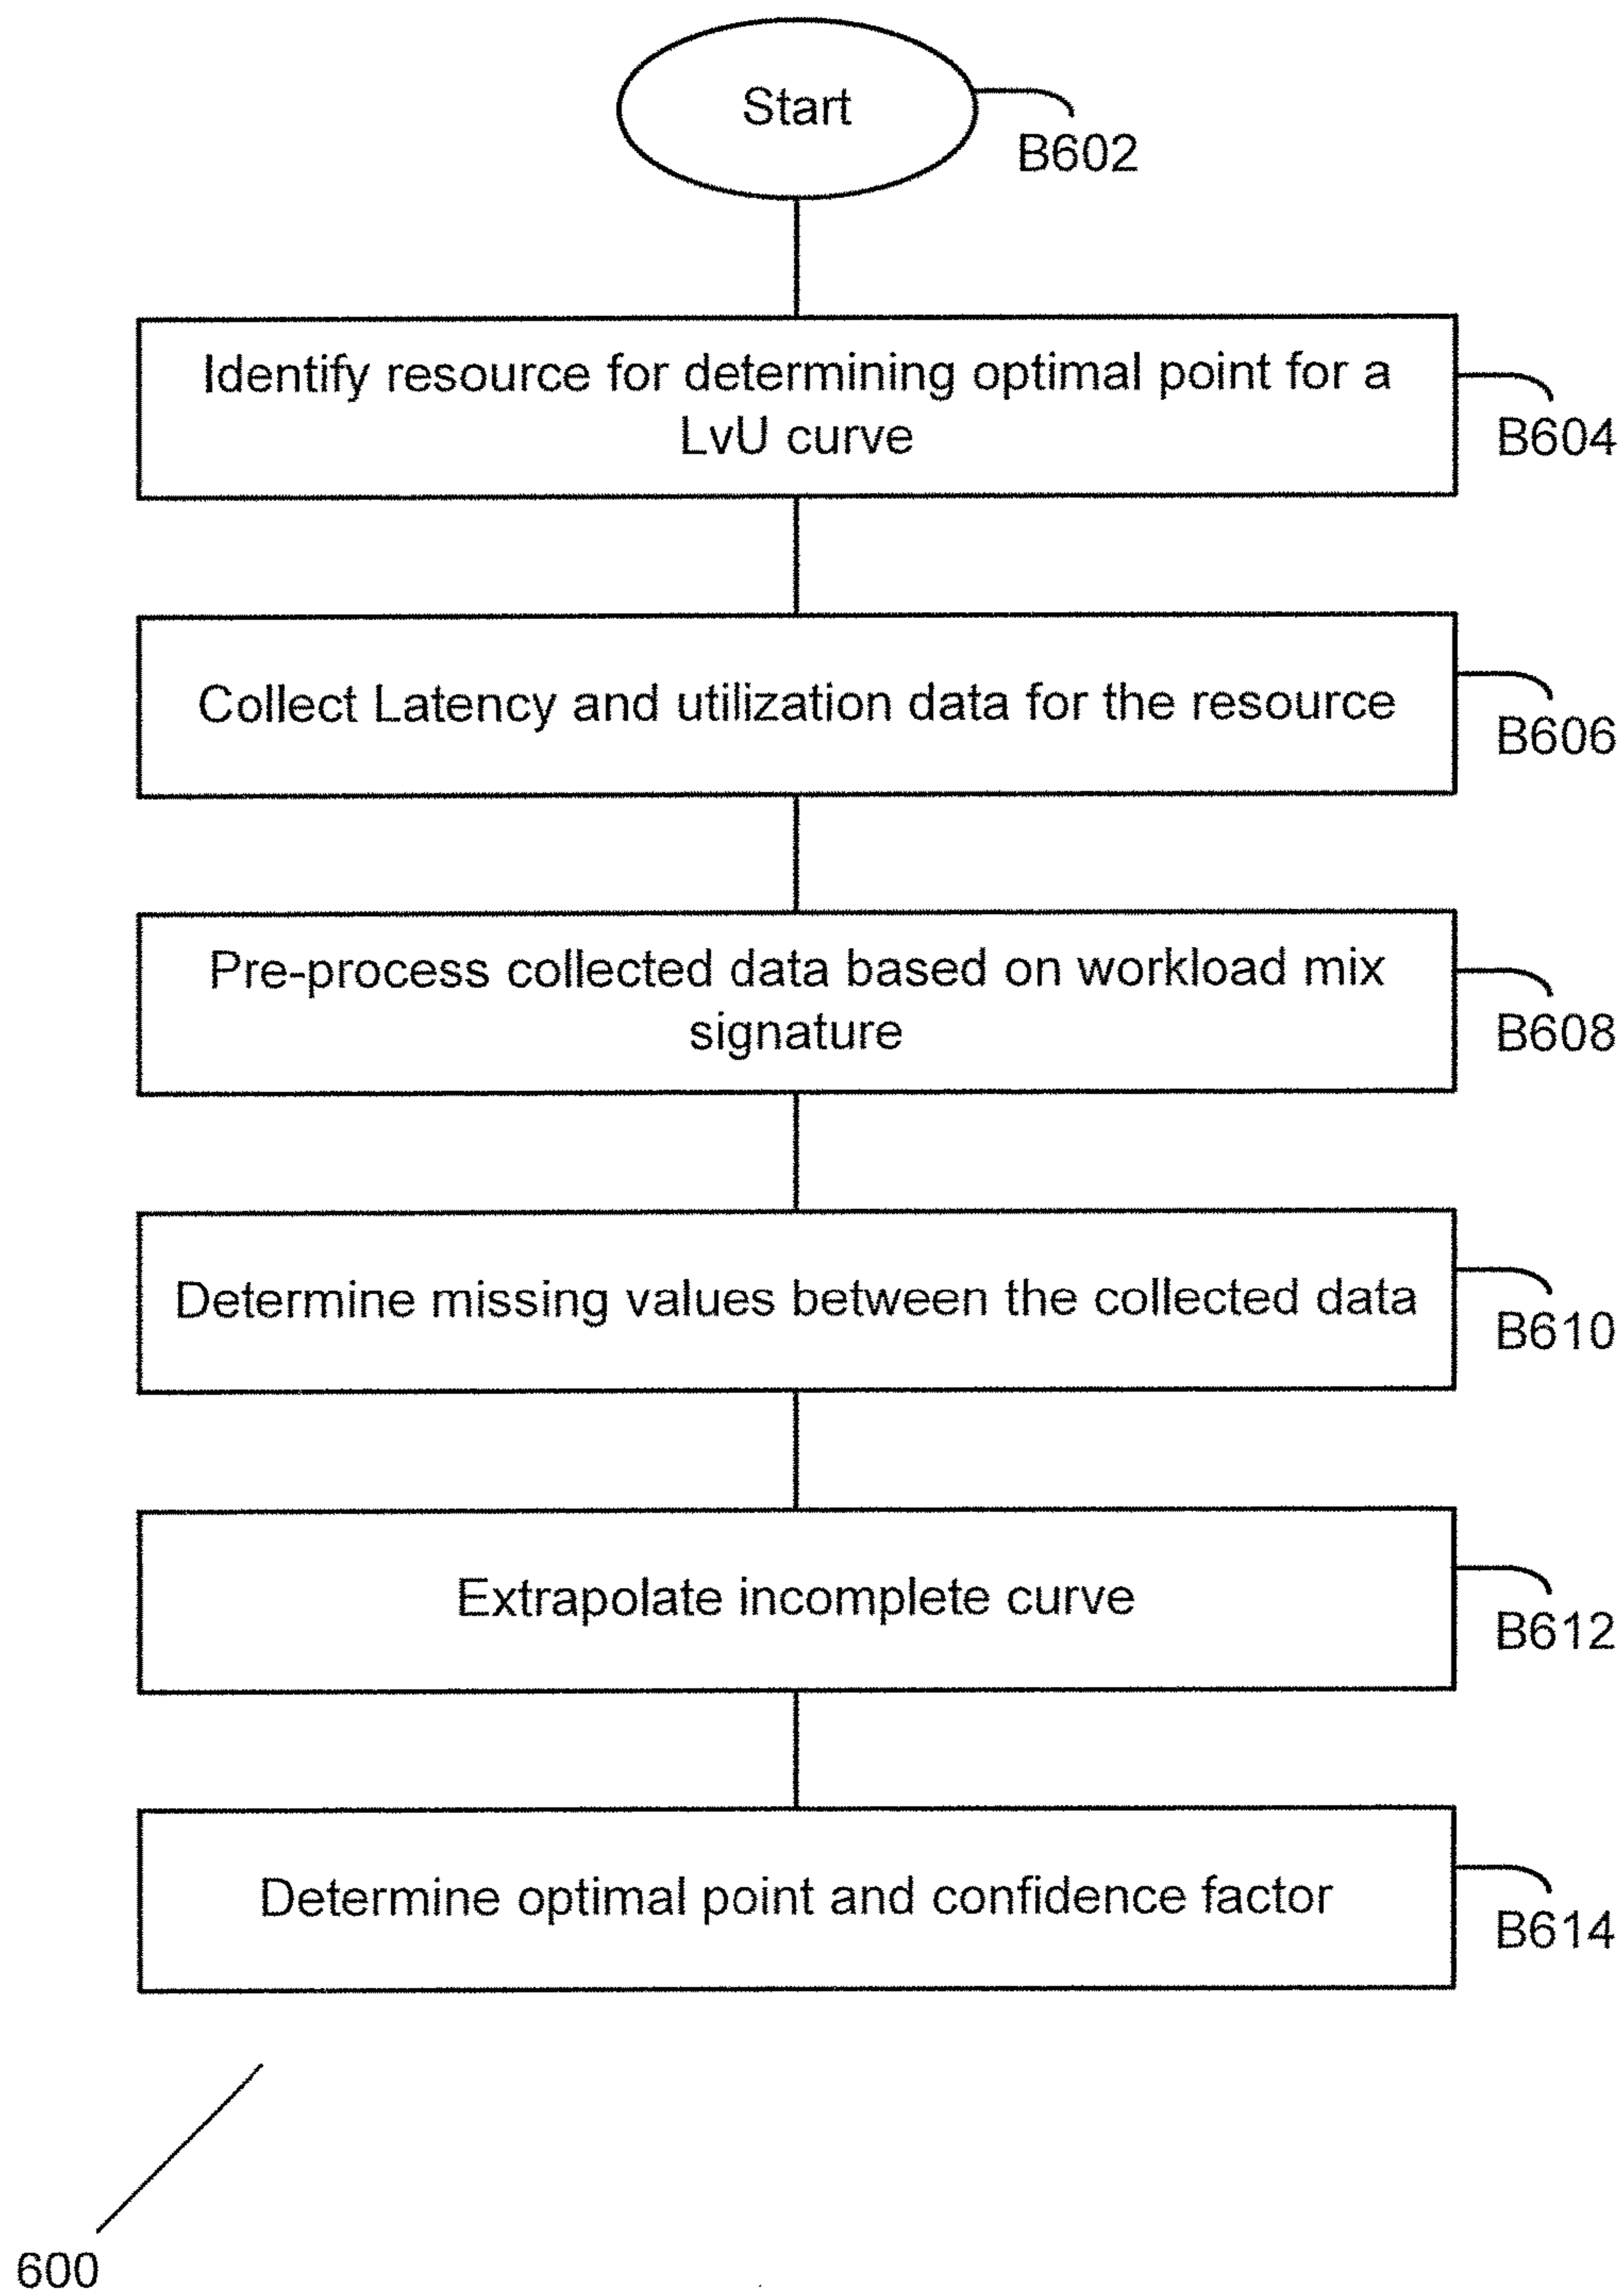 Start
B602
Identify resource for determining optimal point for a
LvU curve
B604
Collect Latency and utilization data for the resource
B606
Pre-process collected data based on workload mix
signature
B608
Determine missing values between the collected data
B610
Extrapolate incomplete curve
B612
Determine optimal point and confidence factor
B614
600